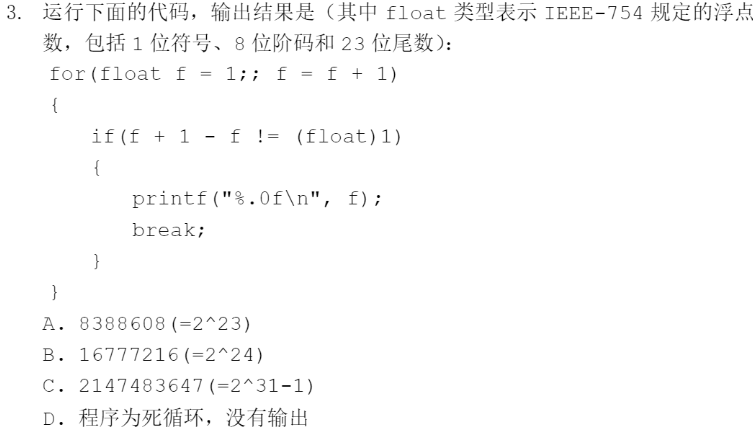 3. 运行下面的代码，输出结果是（其中 float 类型表示 IEEE-754 规定的浮点
数，包括 1 位符号、8 位阶码和 23 位尾数）：
for(float f = 1;; f = f + 1)
{
if(f + 1 - f != (float)1)
{
printf("%.0f\n", f);
break;
}
}
A. 8388608(=2^23)
B. 16777216(=2^24)
C. 2147483647(=2^31-1)
D. 程序为死循环，没有输出